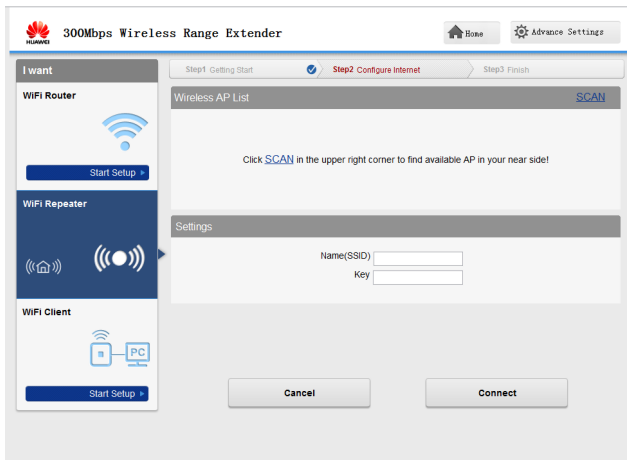 HUAWEI
300Mbps Wireless Range Extender
Home
Advance Settings
I want
Step1 Getting Start
Step2 Configure Internet
Step3 Finish
WiFi Router
Start Setup
WiFi Repeater
WiFi Client
PC
Start Setup
Wireless AP List
SCAN
Click SCAN in the upper right corner to find available AP in your near side!
Settings
Name(SSID)
Key
Cancel
Connect